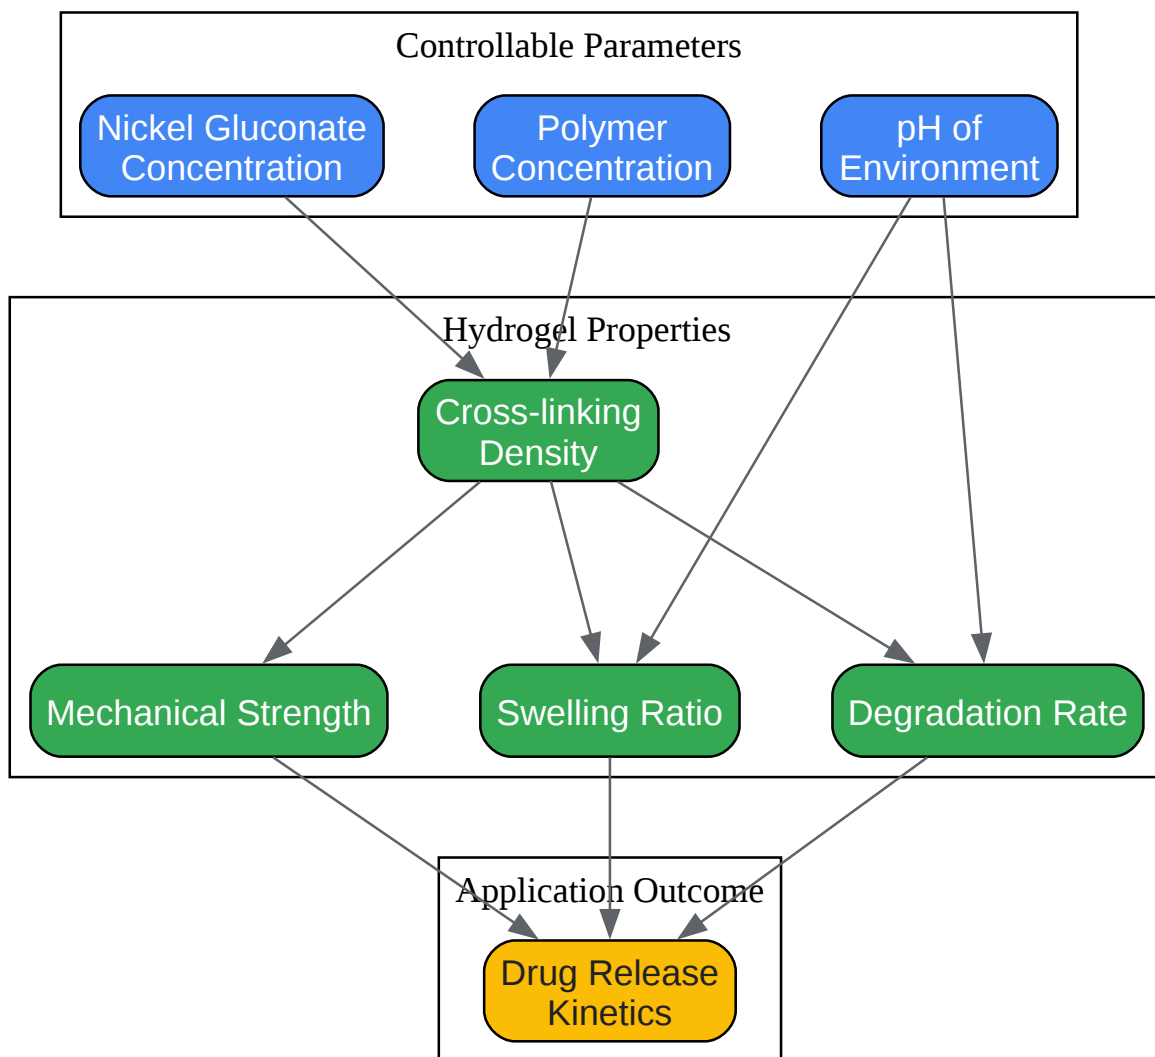 Controllable Parameters
Nickel Gluconate
Concentration
Polymer
Concentration
pH of
Environment
Hydrogel Properties
Cross-linking
Density
Mechanical Strength
Swelling Ratio
Degradation Rate
Application Outcome
Drug Release
Kinetics